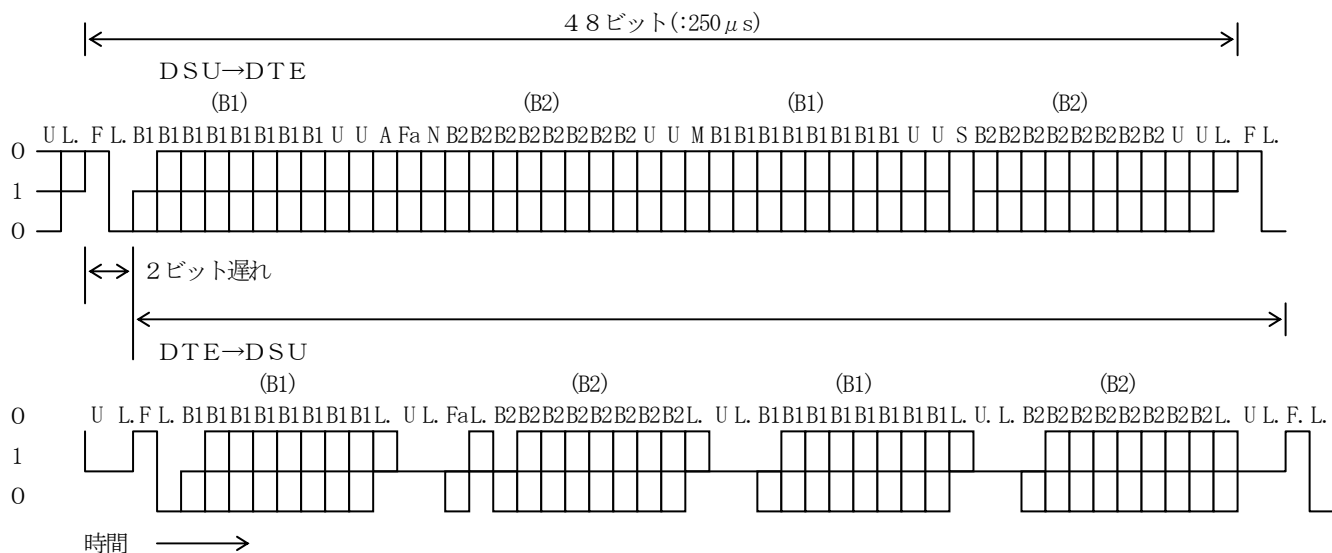 ４８ビット(:250μs)
ＤＳＵ→ＤＴＥ
(B1) (B2) (B1) (B2)
U L. F L. B1 B1 B1 B1 B1 B1 B1 B1 U U A Fa N B2 B2 B2 B2 B2 B2 B2 B2 U U M B1 B1 B1 B1 B1 B1 B1 B1 U U S B2 B2 B2 B2 B2 B2 B2 B2 U U L. F L.
0
1
0
２ビット遅れ
ＤＴＥ→ＤＳＵ
(B1) (B2) (B1) (B2)
0 U L. F L. B1 B1 B1 B1 B1 B1 B1 B1 L. U L. Fa L. B2 B2 B2 B2 B2 B2 B2 B2 L. U L. B1 B1 B1 B1 B1 B1 B1 B1 L. U. L. B2 B2 B2 B2 B2 B2 B2 B2 L. U L. F. L.
1
0
時間